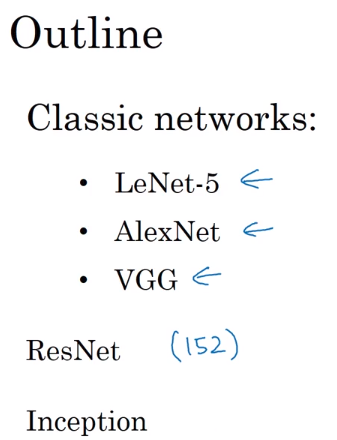 Outline
Classic networks:
• LeNet-5 ←
• AlexNet ←
• VGG ←
ResNet (152)
Inception